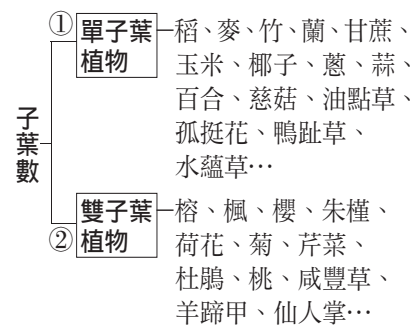 子葉數
①單子葉植物
稻、麥、竹、蘭、甘蔗、
玉米、椰子、蔥、蒜、
百合、慈菇、油點草、
孤挺花、鴨趾草、
水蘊草…
②雙子葉植物
榕、楓、櫻、朱槿、
荷花、菊、芹菜、
杜鵑、桃、咸豐草、
羊蹄甲、仙人掌…